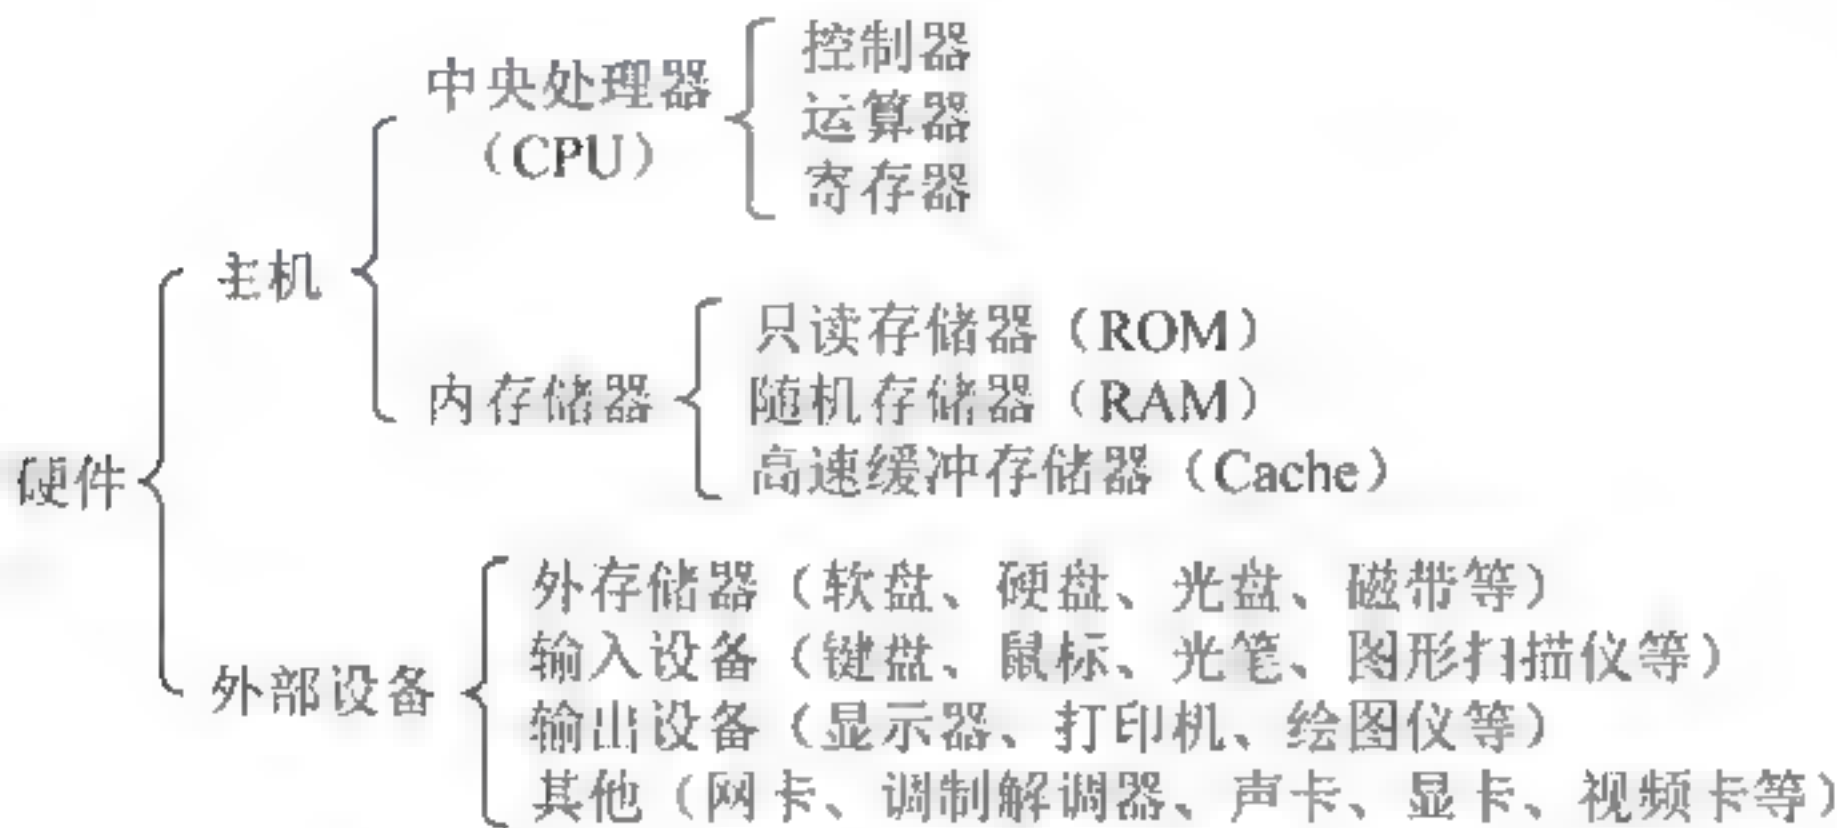 硬件
主机
中央处理器
（CPU）
控制器
运算器
寄存器
内存储器
只读存储器（ROM）
随机存储器（RAM）
高速缓冲存储器（Cache）
外部设备
外存储器（软盘、硬盘、光盘、磁带等）
输入设备（键盘、鼠标、光笔、图形扫描仪等）
输出设备（显示器、打印机、绘图仪等）
其他（网卡、调制解调器、声卡、显卡、视频卡等）